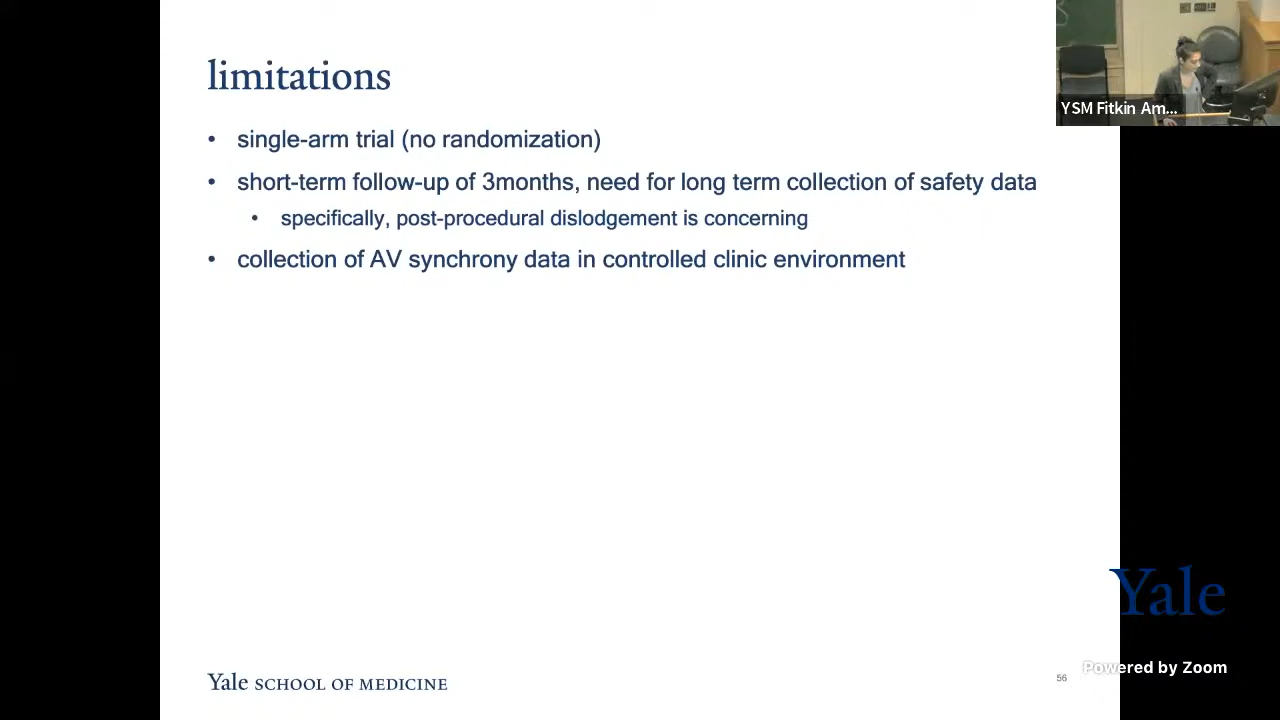 limitations
YSM Fitkin Am...
• single-arm trial (no randomization)
• short-term follow-up of 3months, need for long term collection of safety data
• specifically, post-procedural dislodgement is concerning
• collection of AV synchrony data in controlled clinic environment
Yale
Powered by Zoom
Yale SCHOOL OF MEDICINE
56